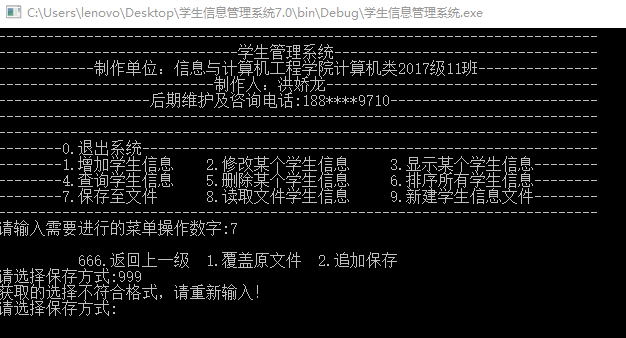 C:\Users\lenovo\Desktop\学生信息管理系统7.0\bin\Debug\学生信息管理系统.exe
---------------------------------------------------------------------------
------------------------------学生管理系统---------------------------------
------------制作单位：信息与计算机工程学院计算机类2017级11班---------------
---------------------------制作人：洪娇龙----------------------------------
-------------------后期维护及咨询电话:188****9710--------------------------
---------------------------------------------------------------------------
---------------------------------------------------------------------------
--------0.退出系统---------------------------------------------------------
--------1.增加学生信息    2.修改某个学生信息     3.显示某个学生信息--------
--------4.查询学生信息    5.删除某个学生信息     6.排序所有学生信息--------
--------7.保存至文件      8.读取文件学生信息     9.新建学生信息文件--------
---------------------------------------------------------------------------
请输入需要进行的菜单操作数字:7
666.返回上一级  1.覆盖原文件  2.追加保存
请选择保存方式:999
获取的选择不符合格式，请重新输入!
请选择保存方式: